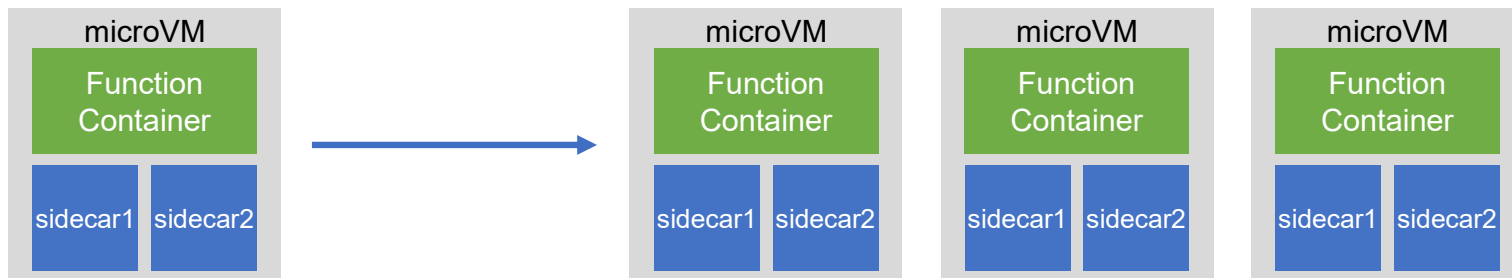 microVM
Function
Container
sidecar1
sidecar2
microVM
Function
Container
sidecar1
sidecar2
microVM
Function
Container
sidecar1
sidecar2
microVM
Function
Container
sidecar1
sidecar2